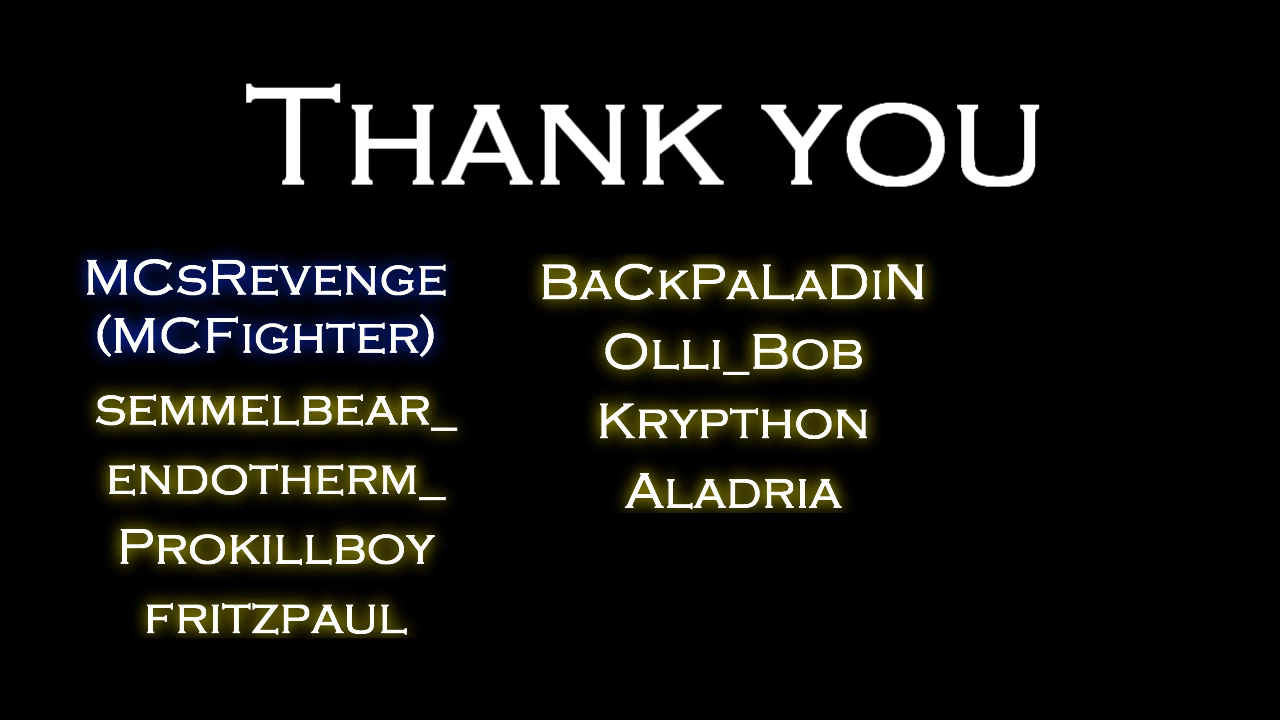 Thank you
MCsRevenge
(MCFighter)
semmelbear_
endotherm_
Prokillboy
fritzpaul
BaCkPaLaDiN
Olli_Bob
Krypthon
Aladria